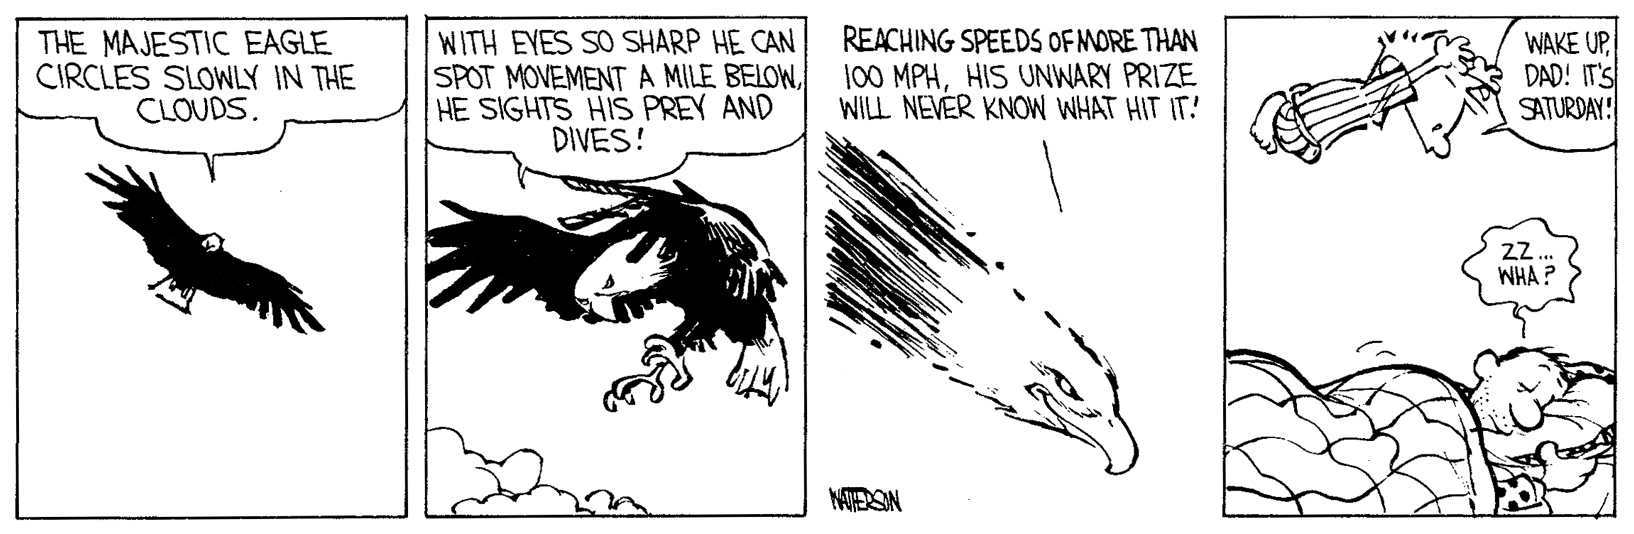 THE MAJESTIC EAGLE
CIRCLES SLOWLY IN THE
CLOUDS.
WITH EYES SO SHARP HE CAN
SPOT MOVEMENT A MILE BELOW,
HE SIGHTS HIS PREY AND
DIVES!
REACHING SPEEDS OF MORE THAN
100 MPH, HIS UNWARY PRIZE
WILL NEVER KNOW WHAT HIT IT!
WATTERSON
WAKE UP,
DAD! IT'S
SATURDAY!
ZZ...
WHA?